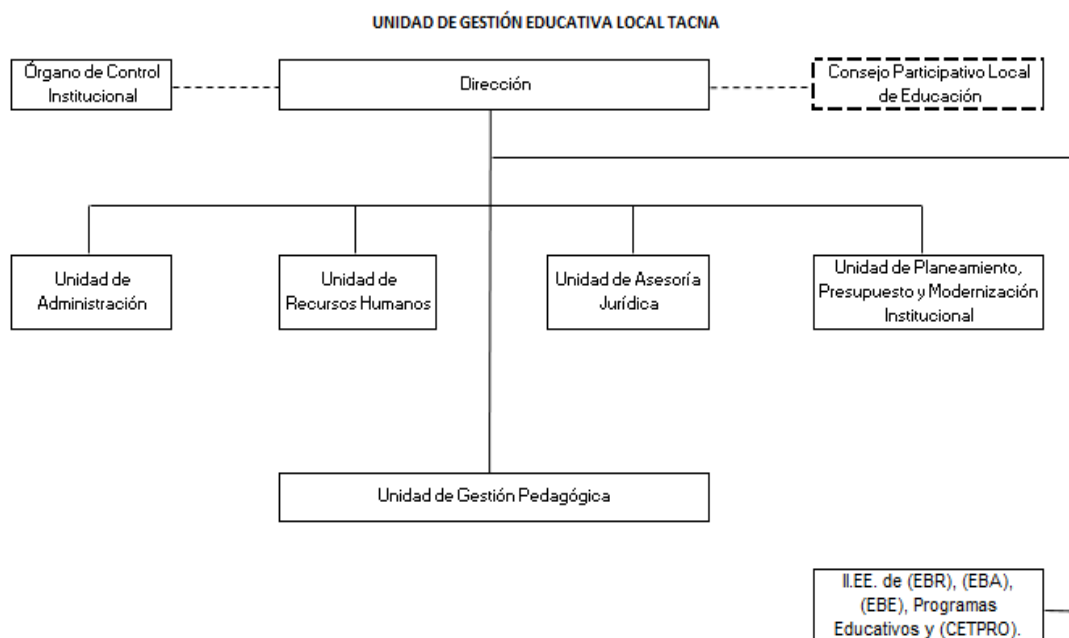 UNIDAD DE GESTIÓN EDUCATIVA LOCAL TACNA
Órgano de Control
Institucional
Dirección
Consejo Participativo Local
de Educación
Unidad de
Administración
Unidad de
Recursos Humanos
Unidad de Asesoría
Jurídica
Unidad de Planeamiento,
Presupuesto y Modernización
Institucional
Unidad de Gestión Pedagógica
II.EE. de (EBR), (EBA),
(EBE), Programas
Educativos y (CETPRO).